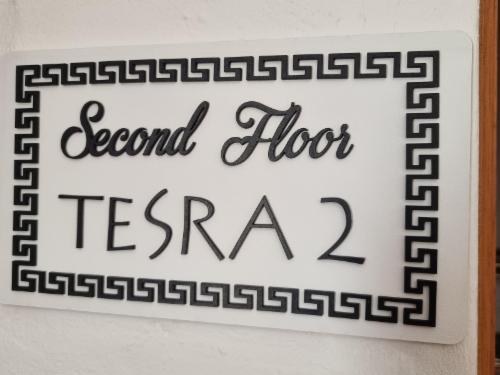 Second Floor
TESRA 2